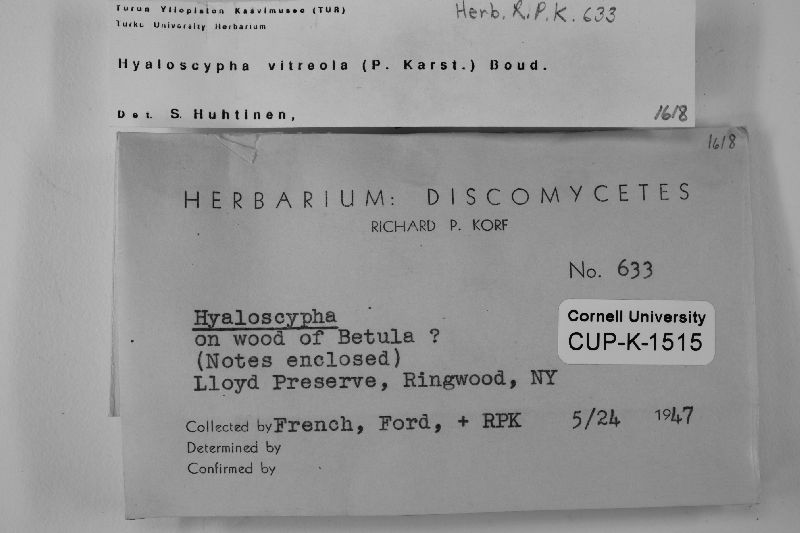 Turun Yliopiston Kasvimuseo (TUR)
Turku University Herbarium
Herb. R.P.K. 633
Hyaloscypha vitreola (P. Karst.) Boud.
Det. S. Huhtinen,
1618
1618
HERBARIUM: DISCOMYCETES
RICHARD P. KORF
No. 633
Cornell University
CUP-K-1515
Hyaloscypha
on wood of Betula ?
(Notes enclosed)
Lloyd Preserve, Ringwood, NY
Collected by French, Ford, + RPK 5/24 1947
Determined by
Confirmed by